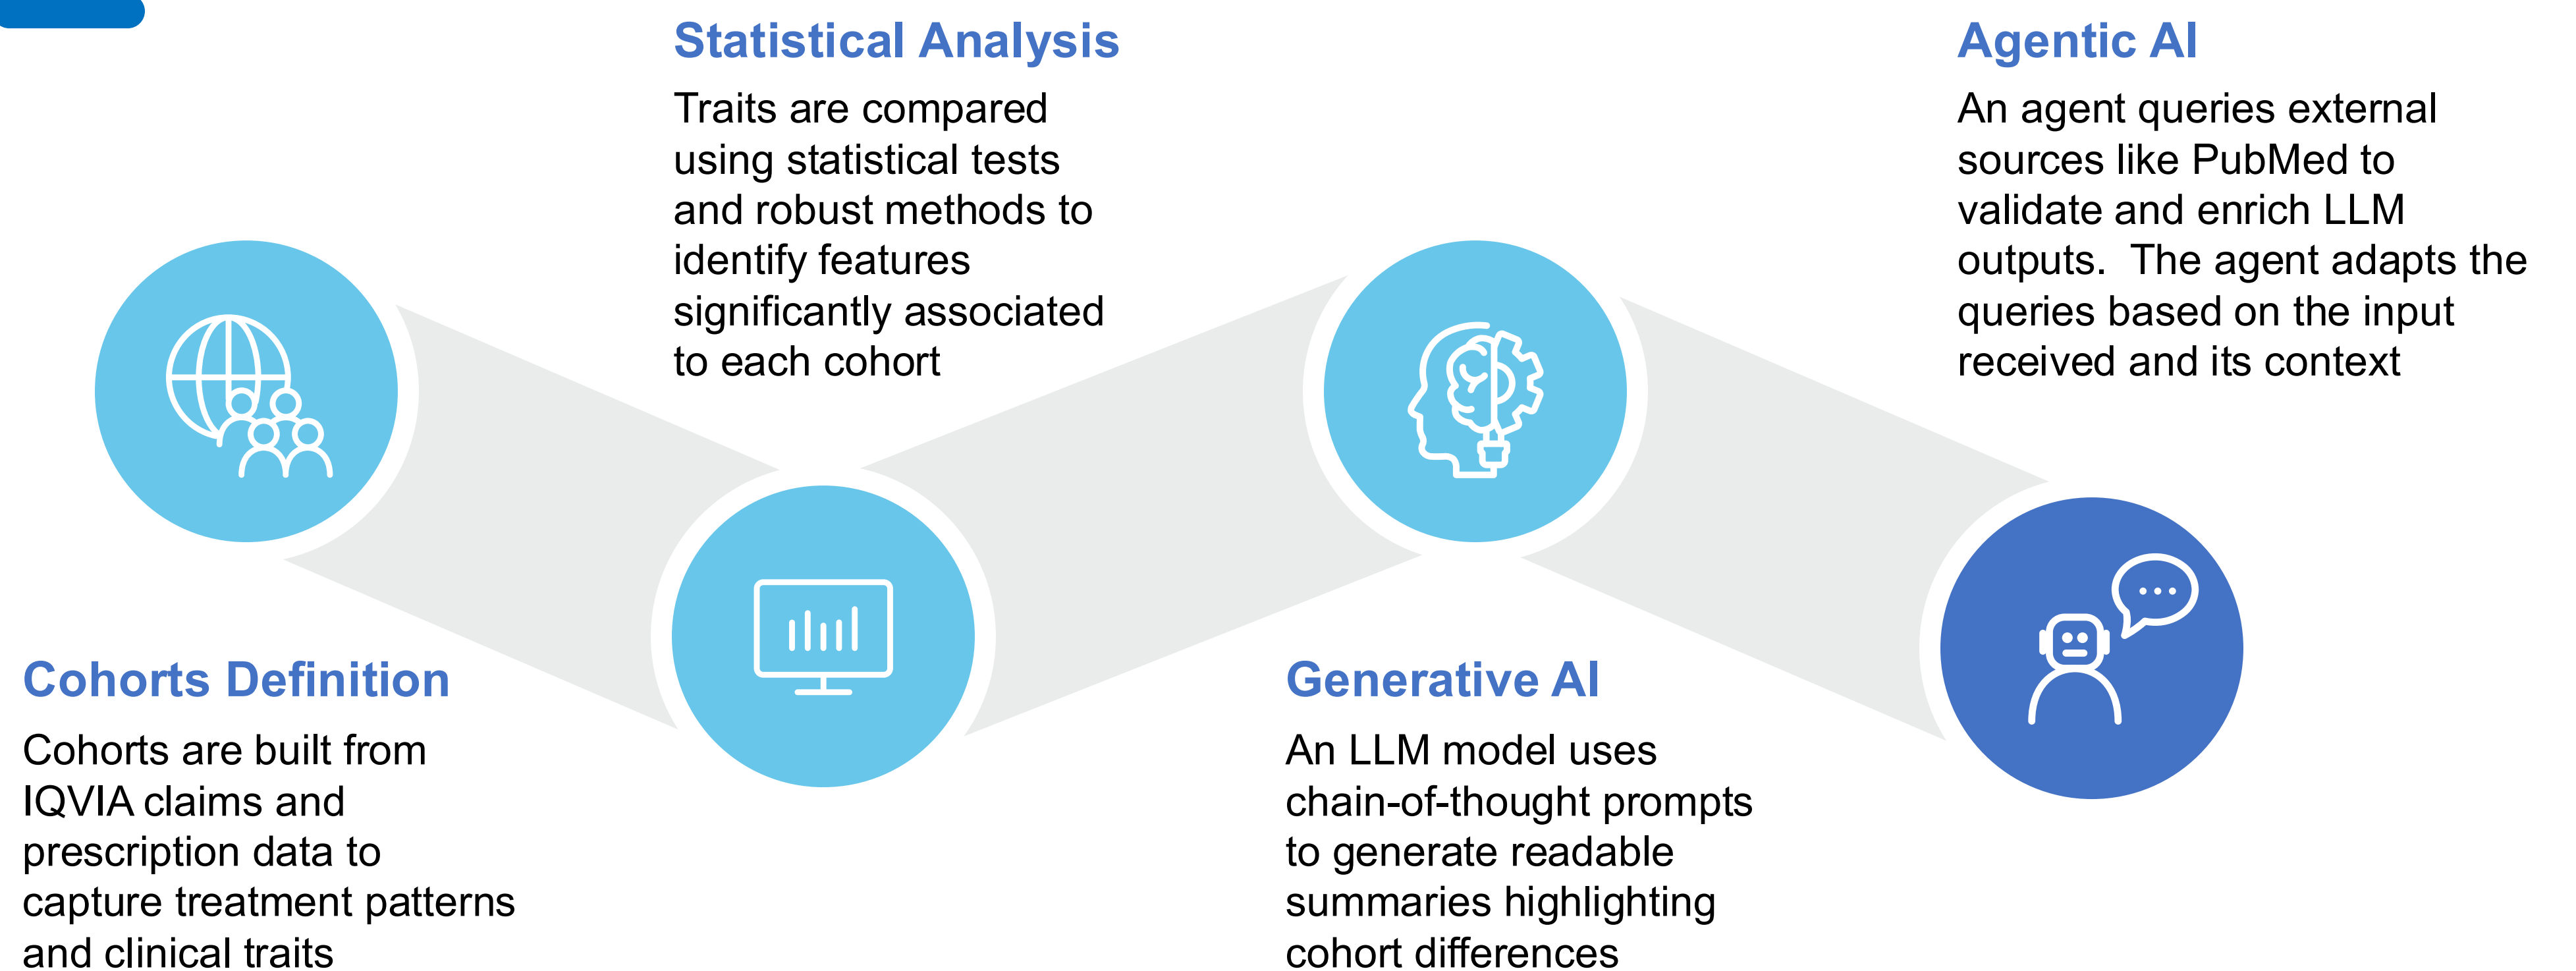 Statistical Analysis
Traits are compared
using statistical tests
and robust methods to
identify features
significantly associated
to each cohort
Agentic AI
An agent queries external
sources like PubMed to
validate and enrich LLM
outputs.  The agent adapts the
queries based on the input
received and its context
Cohorts Definition
Cohorts are built from
IQVIA claims and
prescription data to
capture treatment patterns
and clinical traits
Generative AI
An LLM model uses
chain-of-thought prompts
to generate readable
summaries highlighting
cohort differences